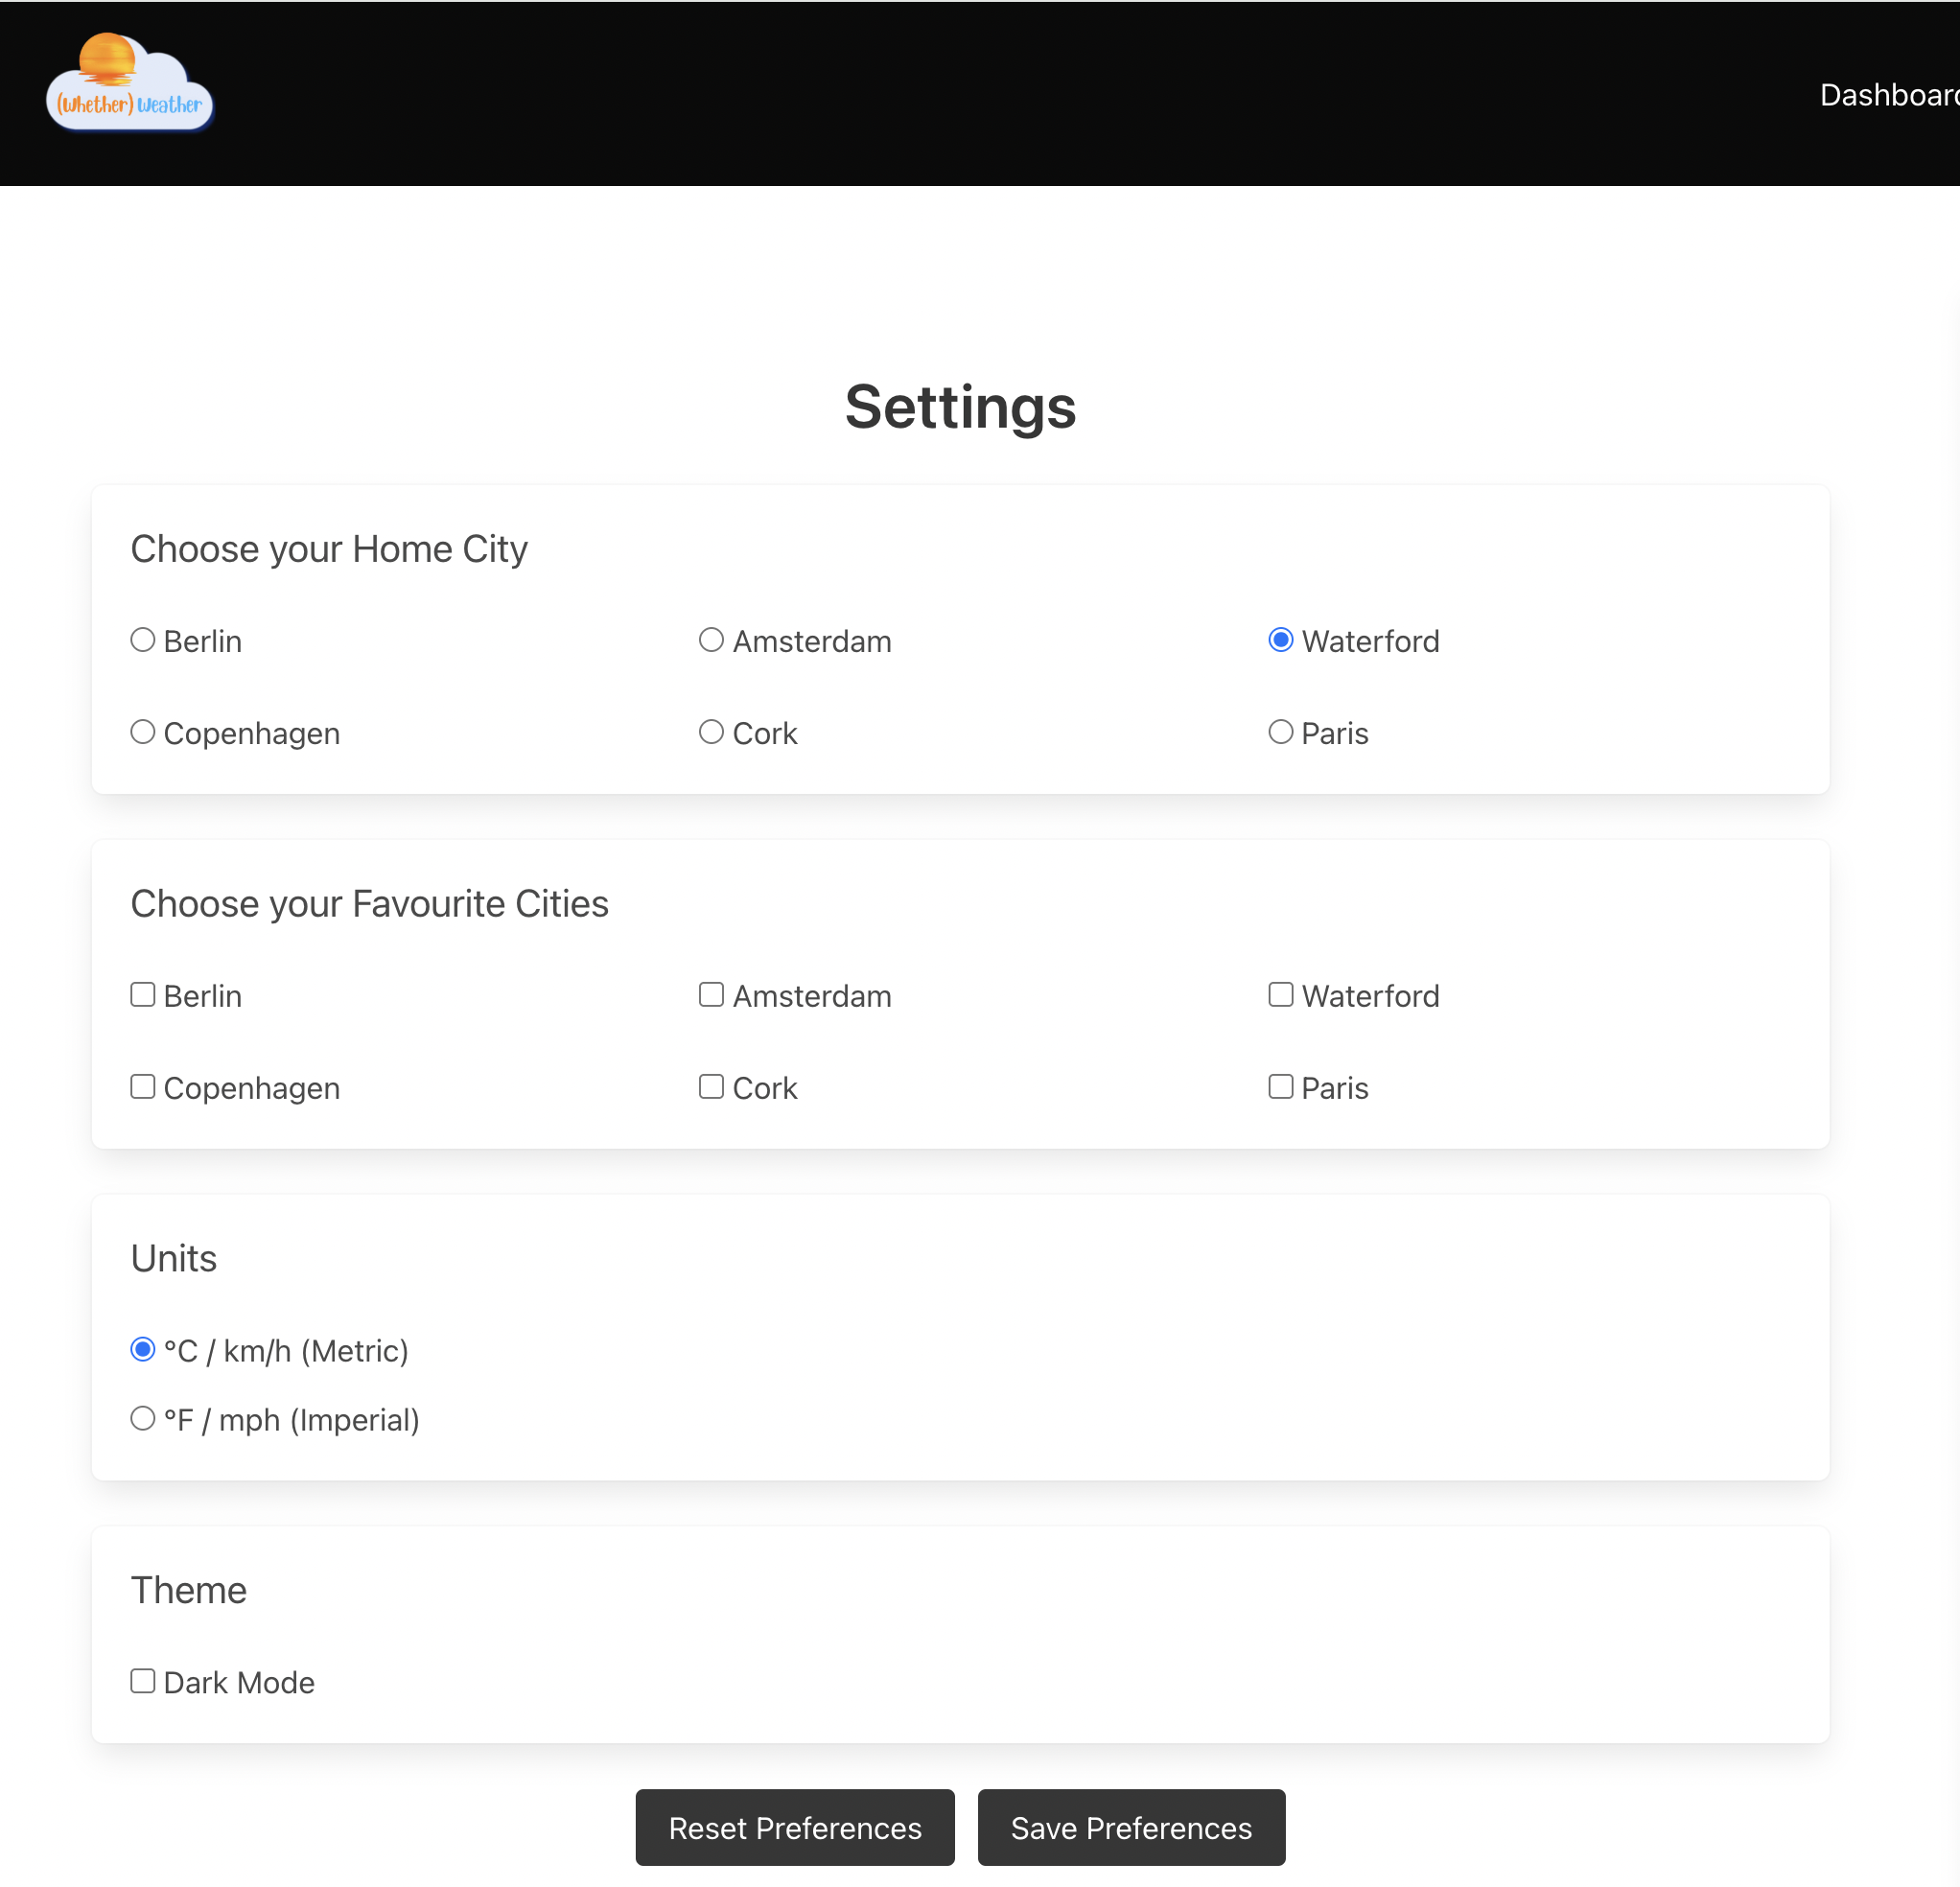 (Whether) Weather
Dashboard
Settings
Choose your Home City
Berlin Amsterdam Waterford
Copenhagen Cork Paris
Choose your Favourite Cities
Berlin Amsterdam Waterford
Copenhagen Cork Paris
Units
°C / km/h (Metric)
°F / mph (Imperial)
Theme
Dark Mode
Reset Preferences Save Preferences